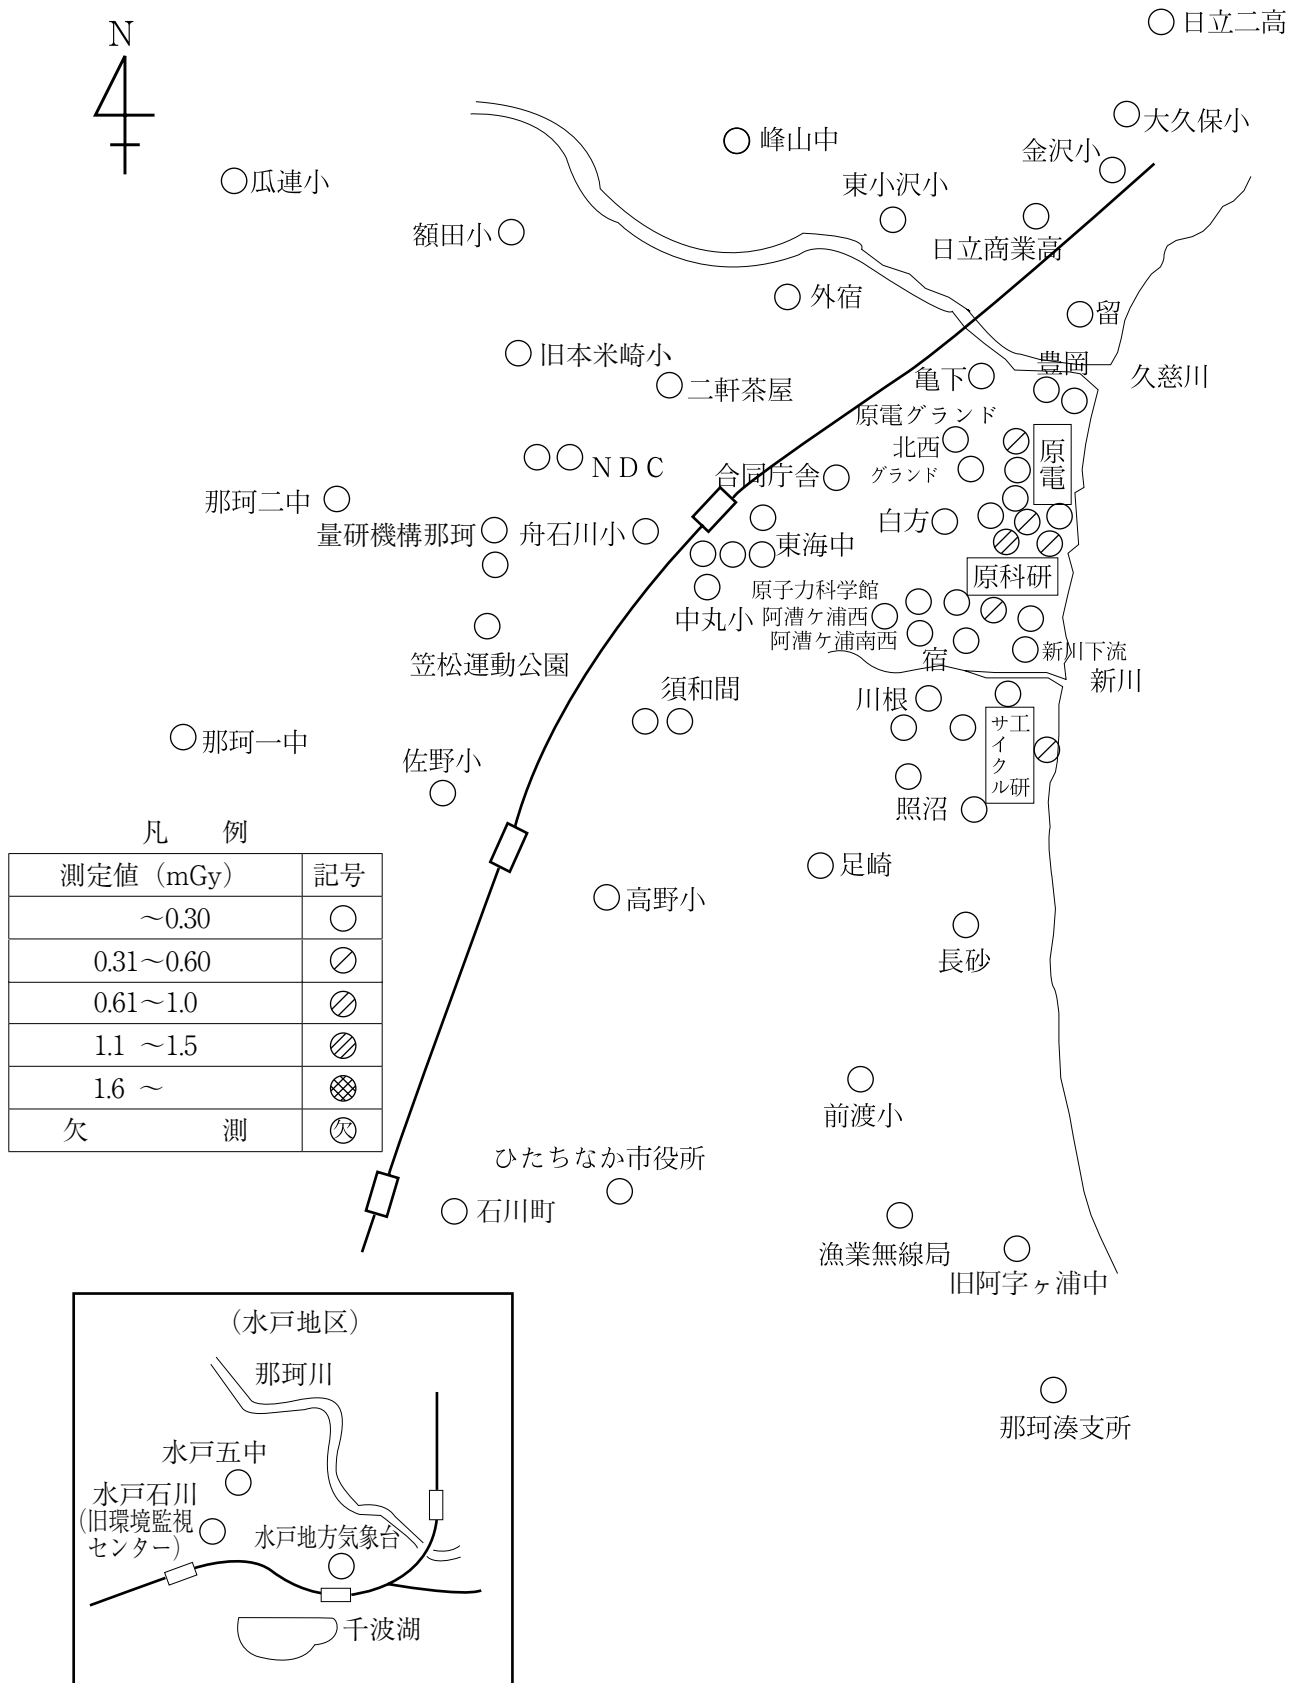 日立二高
N
大久保小
峰山中
金沢小
瓜連小
東小沢小
額田小
日立商業高
外宿
留
旧本米崎小
豊岡
久慈川
亀下
二軒茶屋
原電グランド
北西
原電
NDC
合同庁舎
グランド
那珂二中
白方
量研機構那珂
舟石川小
東海中
原科研
原子力科学館
中丸小
阿漕ケ浦西
阿漕ケ浦南西
宿
新川下流
笠松運動公園
新川
須和間
川根
サイクル工研
那珂一中
佐野小
照沼
凡 例
足崎
測定値（mGy） 記号
高野小
～0.30
0.31～0.60
長砂
0.61～1.0
1.1 ～1.5
1.6 ～
前渡小
欠 測 欠
ひたちなか市役所
石川町
漁業無線局
旧阿字ヶ浦中
（水戸地区）
那珂川
那珂湊支所
水戸五中
水戸石川
（旧環境監視
センター）
水戸地方気象台
千波湖